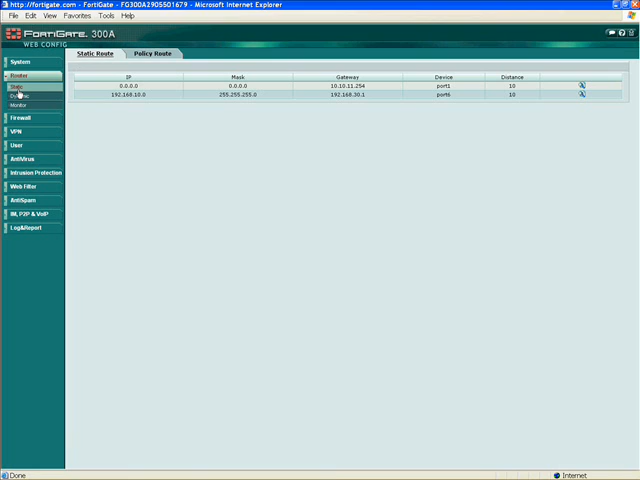 http://fortigate.com - FortiGate - FG300A2905501679 - Microsoft Internet Explorer
File Edit View Favorites Tools Help
FORTIGATE 300A
WEB CONFIG
Static Route Policy Route
System
Router
Static
Monitor
Firewall
VPN
User
AntiVirus
Intrusion Protection
Web Filter
AntiSpam
IM, P2P & VoIP
Log&Report
IP Mask Gateway Device Distance
0.0.0.0 0.0.0.0 10.10.11.254 port1 10
192.168.10.0 255.255.255.0 192.168.30.1 port6 10
Done Internet